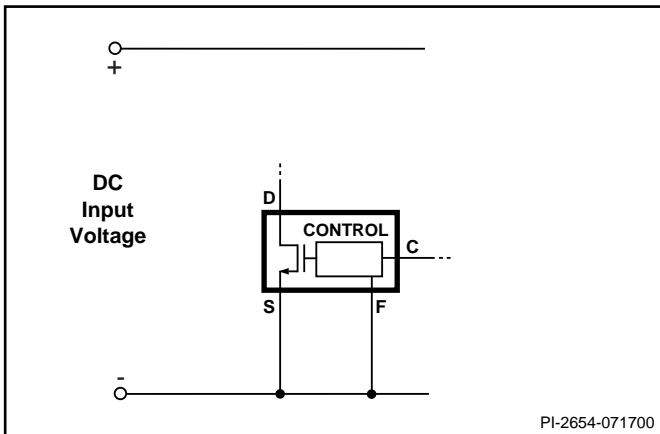 +
DC
Input
Voltage
D
CONTROL
C
S
F
-
PI-2654-071700